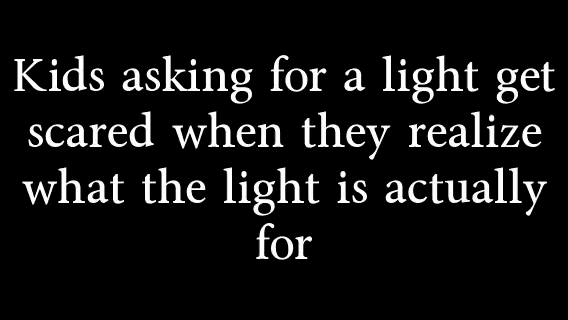 Kids asking for a light get
scared when they realize
what the light is actually
for